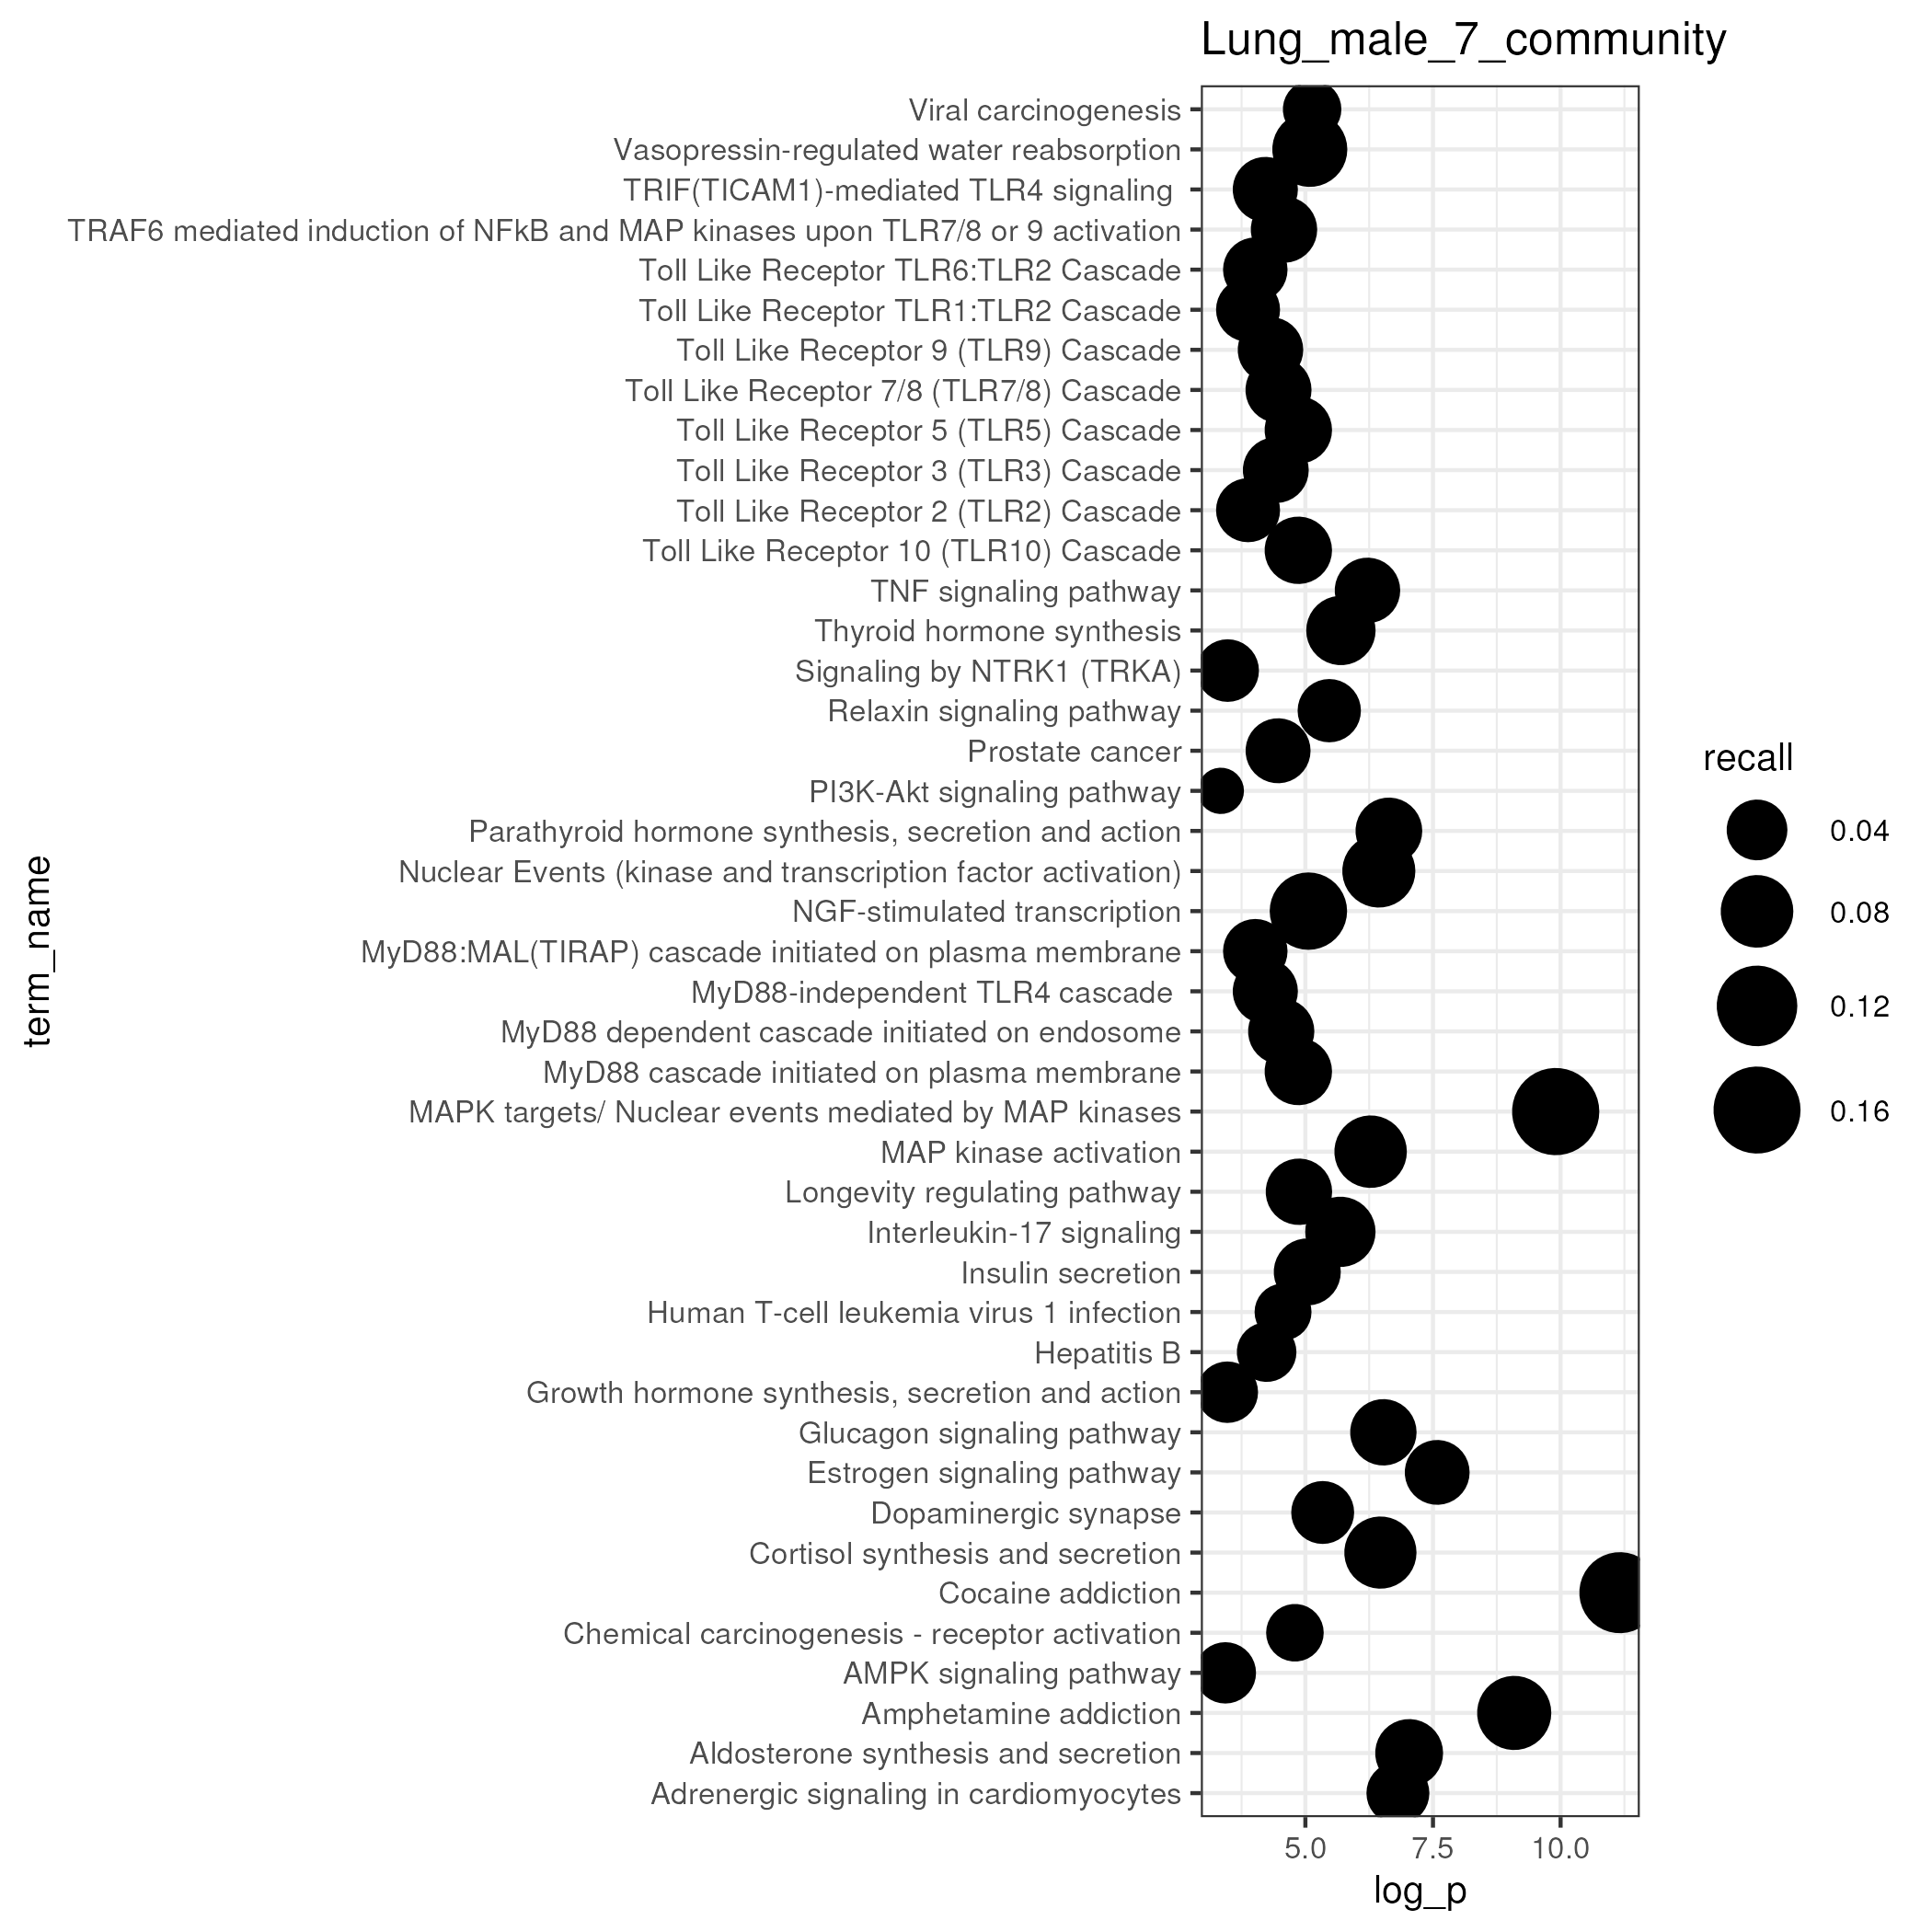 Lung_male_7_community
Viral carcinogenesis
Vasopressin-regulated water reabsorption
TRIF(TICAM1)-mediated TLR4 signaling
TRAF6 mediated induction of NFkB and MAP kinases upon TLR7/8 or 9 activation
Toll Like Receptor TLR6:TLR2 Cascade
Toll Like Receptor TLR1:TLR2 Cascade
Toll Like Receptor 9 (TLR9) Cascade
Toll Like Receptor 7/8 (TLR7/8) Cascade
Toll Like Receptor 5 (TLR5) Cascade
Toll Like Receptor 3 (TLR3) Cascade
Toll Like Receptor 2 (TLR2) Cascade
Toll Like Receptor 10 (TLR10) Cascade
TNF signaling pathway
Thyroid hormone synthesis
Signaling by NTRK1 (TRKA)
Relaxin signaling pathway
Prostate cancer
PI3K-Akt signaling pathway
Parathyroid hormone synthesis, secretion and action
Nuclear Events (kinase and transcription factor activation)
NGF-stimulated transcription
MyD88:MAL(TIRAP) cascade initiated on plasma membrane
MyD88-independent TLR4 cascade
MyD88 dependent cascade initiated on endosome
MyD88 cascade initiated on plasma membrane
MAPK targets/ Nuclear events mediated by MAP kinases
MAP kinase activation
Longevity regulating pathway
Interleukin-17 signaling
Insulin secretion
Human T-cell leukemia virus 1 infection
Hepatitis B
Growth hormone synthesis, secretion and action
Glucagon signaling pathway
Estrogen signaling pathway
Dopaminergic synapse
Cortisol synthesis and secretion
Cocaine addiction
Chemical carcinogenesis - receptor activation
AMPK signaling pathway
Amphetamine addiction
Aldosterone synthesis and secretion
Adrenergic signaling in cardiomyocytes
term_name
5.0
7.5
10.0
log_p
recall
0.04
0.08
0.12
0.16